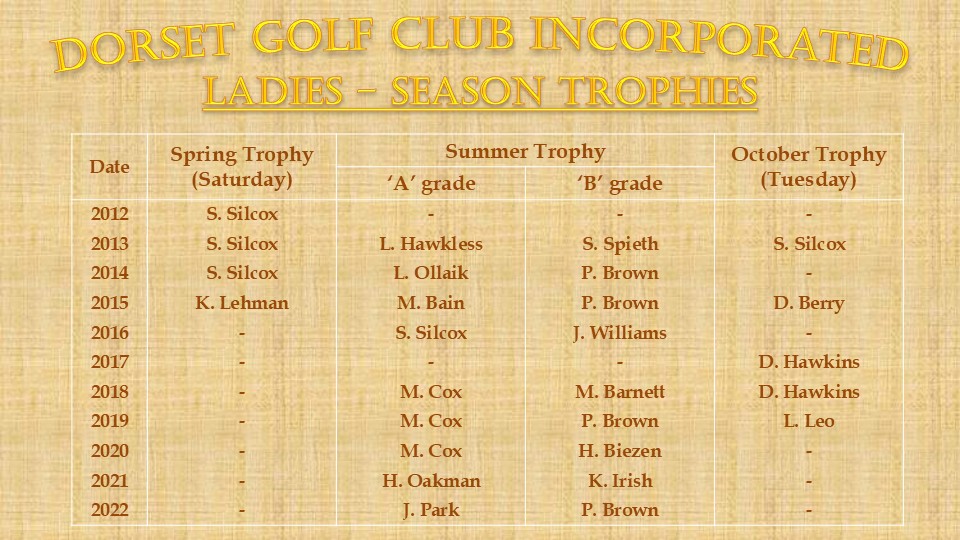 DORSET GOLF CLUB INCORPORATED
LADIES – SEASON TROPHIES
Date Spring Trophy (Saturday) Summer Trophy October Trophy (Tuesday)
‘A’ grade ‘B’ grade
2012 S. Silcox - - -
2013 S. Silcox L. Hawkless S. Spieth S. Silcox
2014 S. Silcox L. Ollaik P. Brown -
2015 K. Lehman M. Bain P. Brown D. Berry
2016 - S. Silcox J. Williams -
2017 - - - D. Hawkins
2018 - M. Cox M. Barnett D. Hawkins
2019 - M. Cox P. Brown L. Leo
2020 - M. Cox H. Biezen -
2021 - H. Oakman K. Irish -
2022 - J. Park P. Brown -